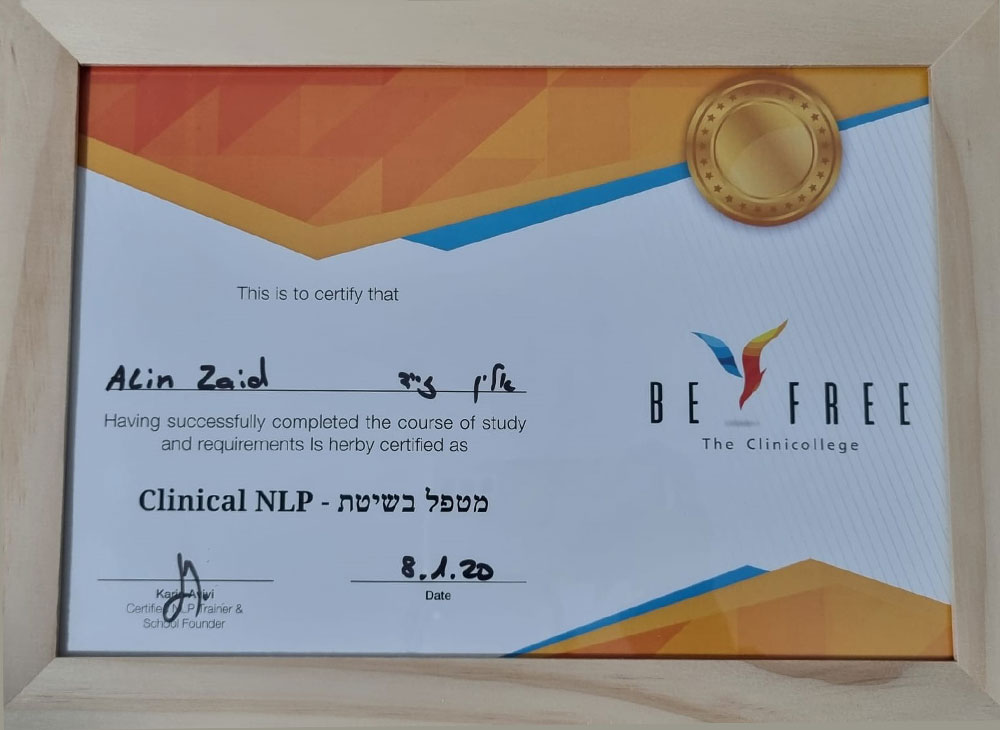 This is to certify that
Alin Zaid אלין זייד
Having successfully completed the course of study
and requirements Is herby certified as
Clinical NLP - מטפל בשיטת
8.1.20
Date
Certified NLP Trainer &
School Founder
BE FREE
The Clinicollege